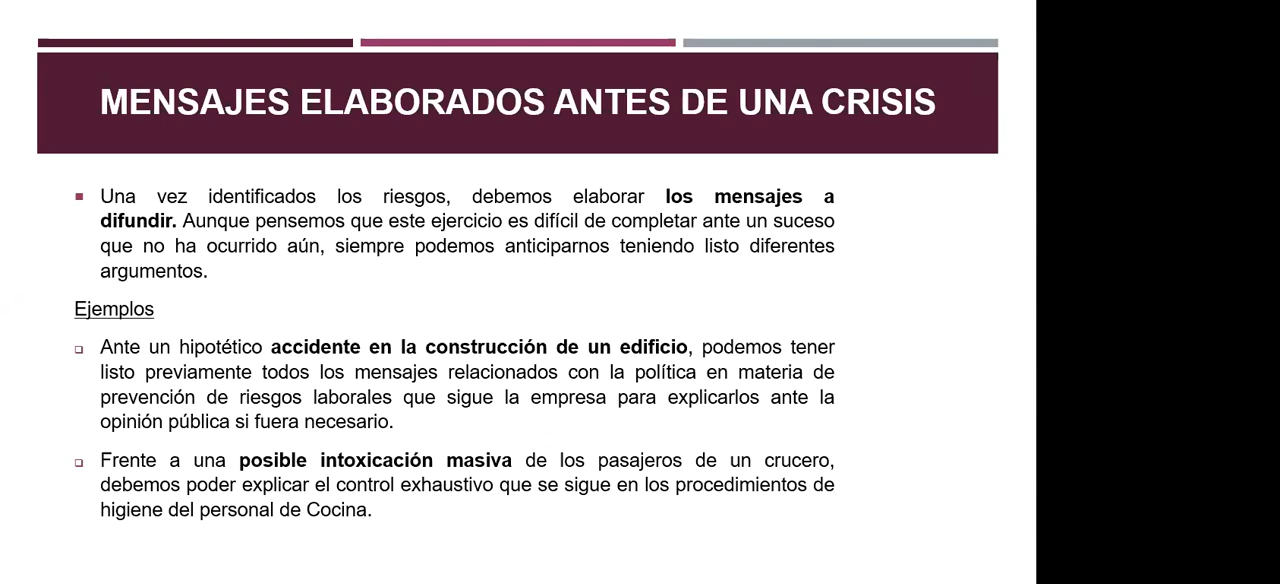 MENSAJES ELABORADOS ANTES DE UNA CRISIS
Una vez identificados los riesgos, debemos elaborar los mensajes a
difundir. Aunque pensemos que este ejercicio es difícil de completar ante un suceso
que no ha ocurrido aún, siempre podemos anticiparnos teniendo listo diferentes
argumentos.
Ejemplos
Ante un hipotético accidente en la construcción de un edificio, podemos tener
listo previamente todos los mensajes relacionados con la política en materia de
prevención de riesgos laborales que sigue la empresa para explicarlos ante la
opinión pública si fuera necesario.
Frente a una posible intoxicación masiva de los pasajeros de un crucero,
debemos poder explicar el control exhaustivo que se sigue en los procedimientos de
higiene del personal de Cocina.